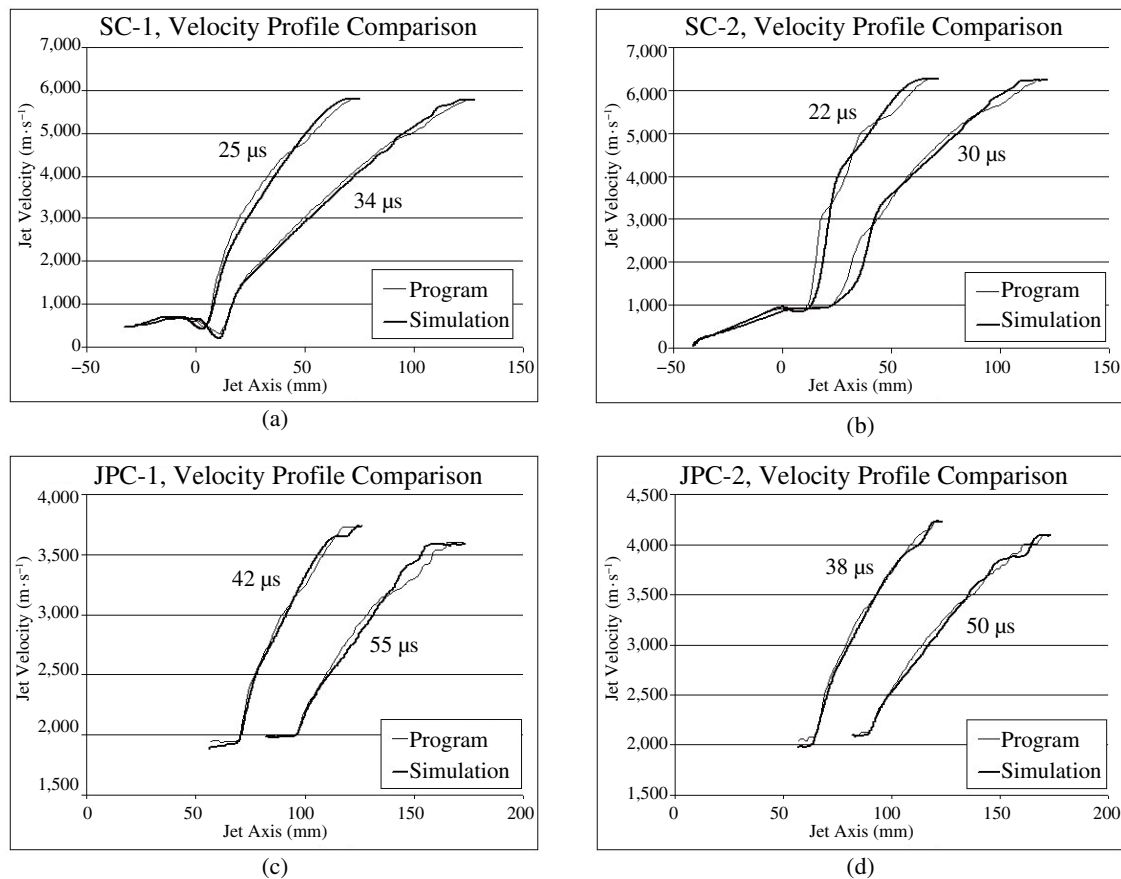 SC-1, Velocity Profile Comparison
7,000
6,000
5,000
4,000
3,000
2,000
1,000
0
Jet Velocity (m·s⁻¹)
25 μs
34 μs
Program
Simulation
−50
0
50
100
150
Jet Axis (mm)
(a)
SC-2, Velocity Profile Comparison
7,000
6,000
5,000
4,000
3,000
2,000
1,000
0
Jet Velocity (m·s⁻¹)
22 μs
30 μs
Program
Simulation
−50
0
50
100
150
Jet Axis (mm)
(b)
JPC-1, Velocity Profile Comparison
4,000
3,500
3,000
2,500
2,000
1,500
Jet Velocity (m·s⁻¹)
42 μs
55 μs
Program
Simulation
0
50
100
150
200
Jet Axis (mm)
(c)
JPC-2, Velocity Profile Comparison
4,500
4,000
3,500
3,000
2,500
2,000
1,500
Jet Velocity (m·s⁻¹)
38 μs
50 μs
Program
Simulation
0
50
100
150
200
Jet Axis (mm)
(d)